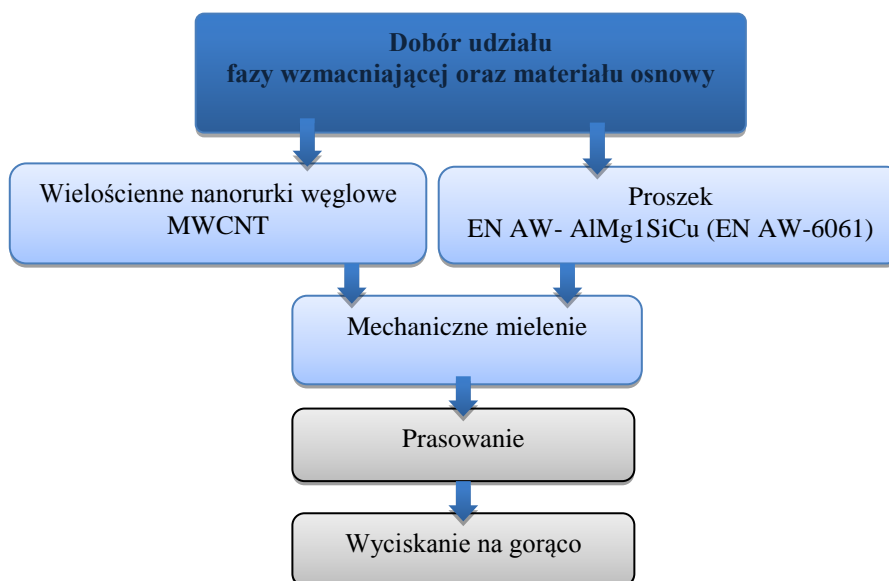 Dobór udziału
fazy wzmacniającej oraz materiału osnowy
Wielościenne nanorurki węglowe
MWCNT
Proszek
EN AW- AlMg1SiCu (EN AW-6061)
Mechaniczne mielenie
Prasowanie
Wyciskanie na gorąco